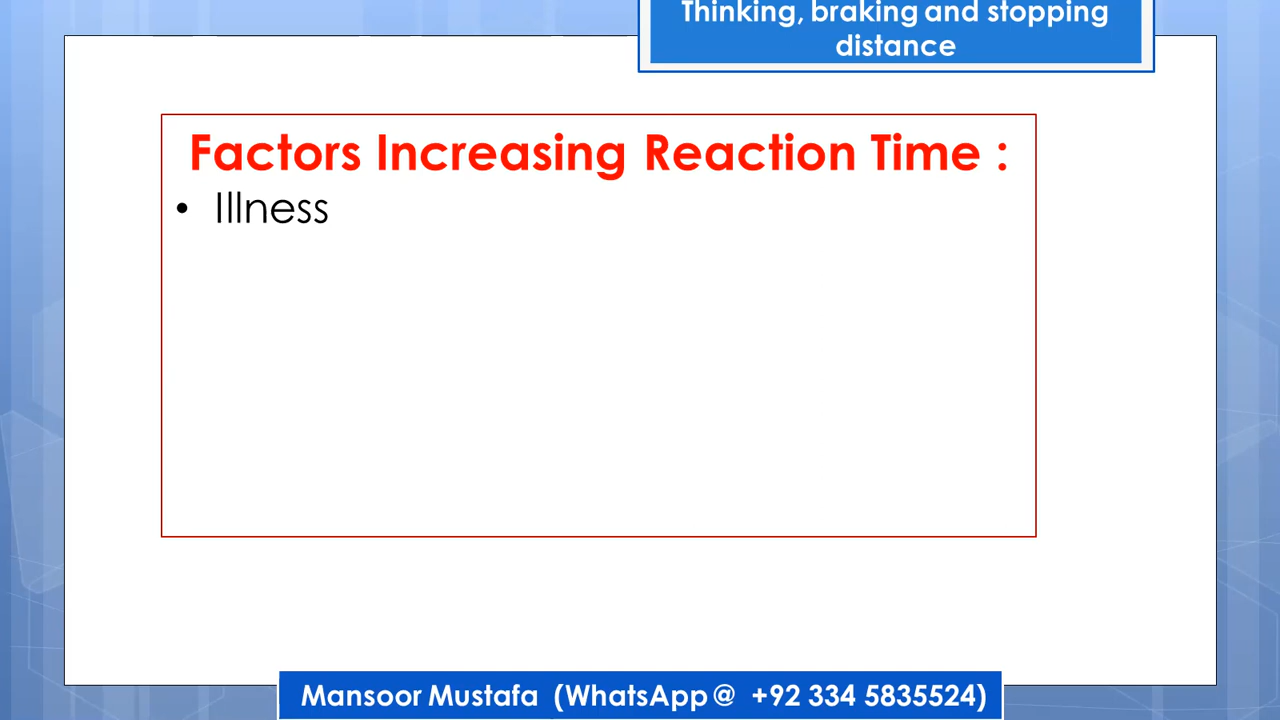 Thinking, braking and stopping
distance
Factors Increasing Reaction Time :
• Illness
Mansoor Mustafa (WhatsApp@ +92 334 5835524)